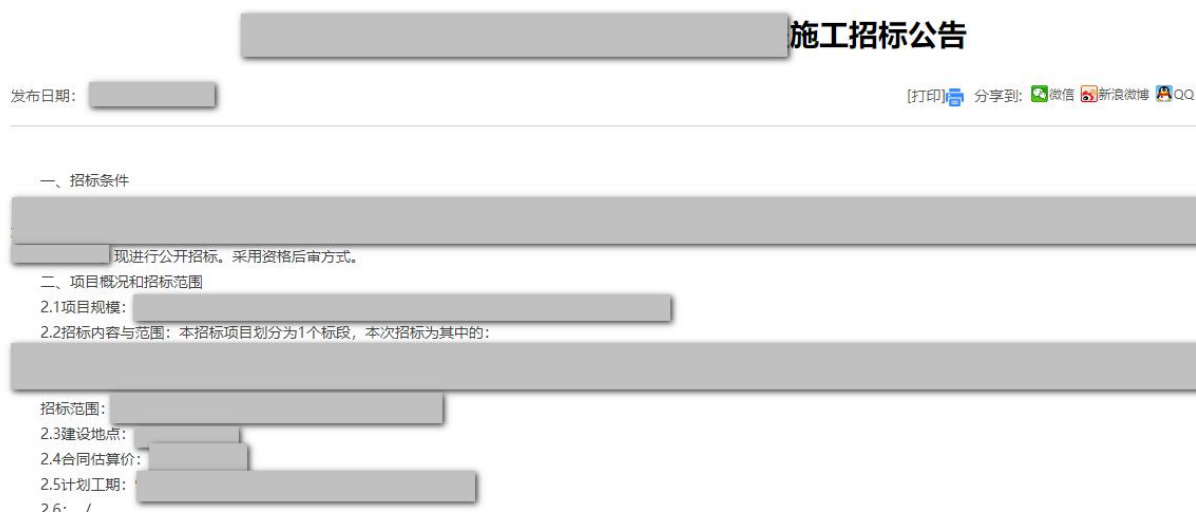 施工招标公告
发布日期:
[打印] 分享到: 微信 新浪微博 QQ
一、招标条件
现进行公开招标。采用资格后审方式。
二、项目概况和招标范围
2.1项目规模:
2.2招标内容与范围: 本招标项目划分为1个标段, 本次招标为其中的:
招标范围:
2.3建设地点:
2.4合同估算价:
2.5计划工期:
2.6: /